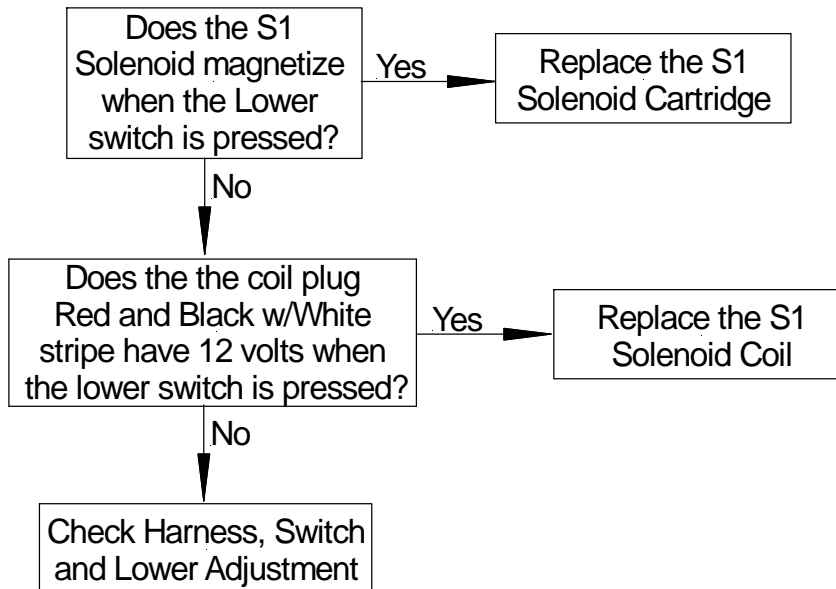 Does the S1
Solenoid magnetize
when the Lower
switch is pressed?
Yes
Replace the S1
Solenoid Cartridge
No
Does the the coil plug
Red and Black w/White
stripe have 12 volts when
the lower switch is pressed?
Yes
Replace the S1
Solenoid Coil
No
Check Harness, Switch
and Lower Adjustment